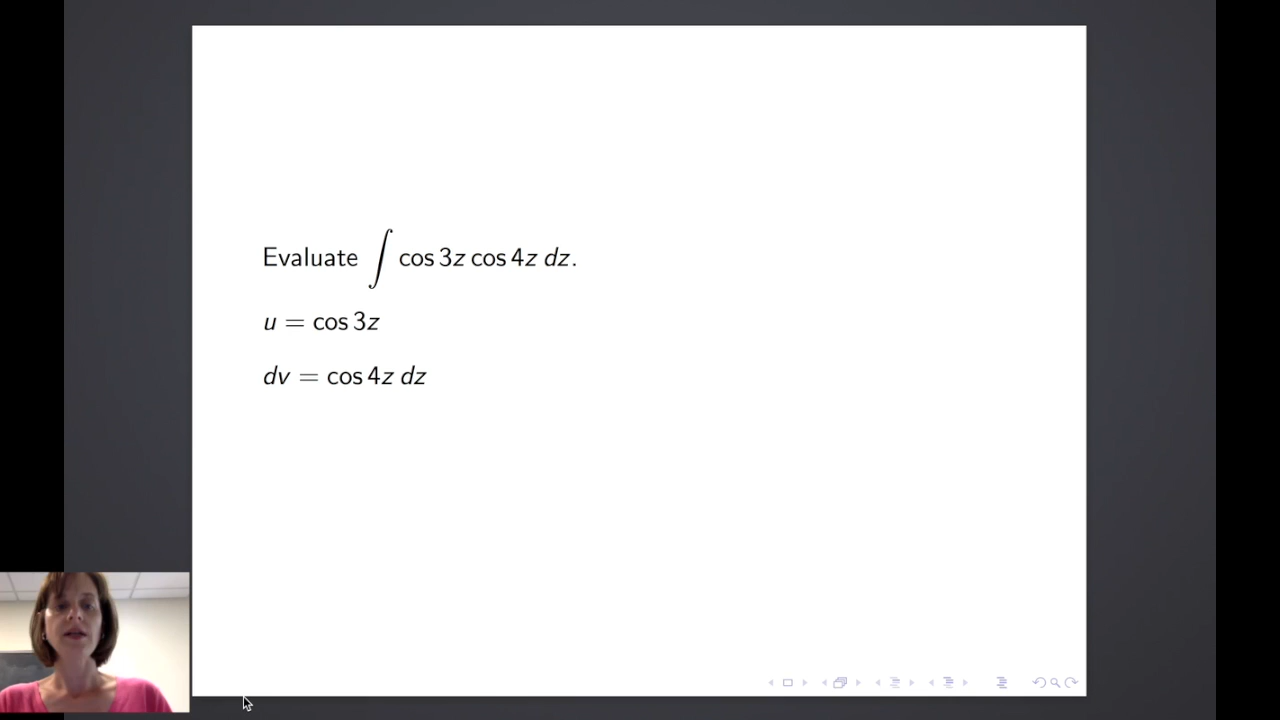 Evaluate ∫ cos 3z cos 4z dz.
u = cos 3z
dv = cos 4z dz